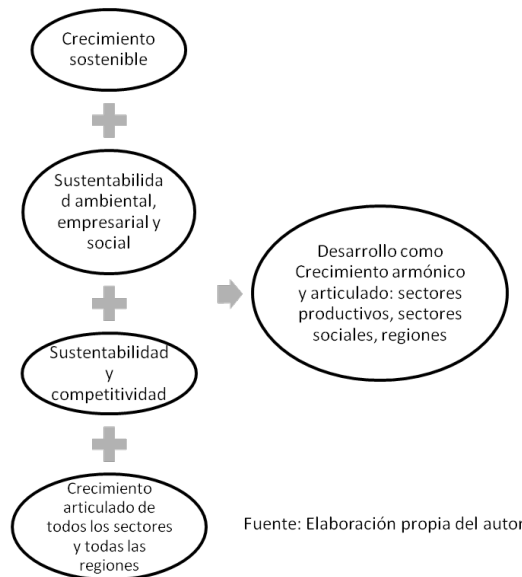 Crecimiento
sostenible
Sustentabilida
d ambiental,
empresarial y
social
Sustentabilidad
y
competitividad
Crecimiento
articulado de
todos los sectores
y todas las
regiones
Desarrollo como
Crecimiento armónico
y articulado: sectores
productivos, sectores
sociales, regiones
Fuente: Elaboración propia del autor